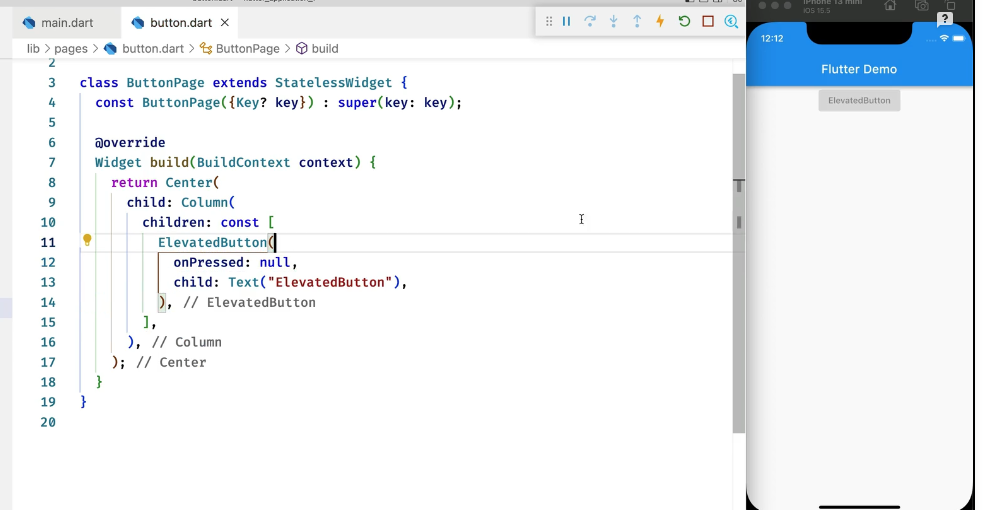 main.dart
button.dart
lib > pages > button.dart > ButtonPage > build
2
3 class ButtonPage extends StatelessWidget {
4 const ButtonPage({Key? key}) : super(key: key);
5
6 @override
7 Widget build(BuildContext context) {
8 return Center(
9 child: Column(
10 children: const [
11 ElevatedButton(
12 onPressed: null,
13 child: Text("ElevatedButton"),
14 ), // ElevatedButton
15 ],
16 ), // Column
17 ); // Center
18 }
19 }
20
iOS 15.5
?
12:12
Flutter Demo
ElevatedButton